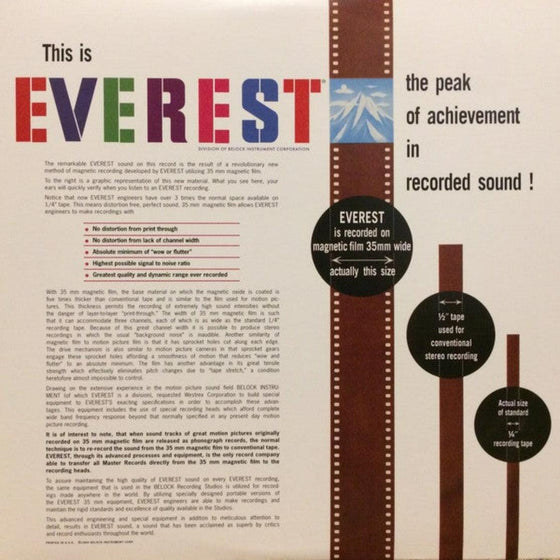 This is
EVEREST
DIVISION OF BELOCK INSTRUMENT CORPORATION
the peak
of achievement
in
recorded sound !
The remarkable EVEREST sound on this record is the result of a revolutionary new
method of magnetic recording developed by EVEREST utilizing 35 mm magnetic film.
To the right is a graphic representation of this new material. What you see here, your
ears will quickly verify when you listen to an EVEREST recording.
Notice that now EVEREST engineers have over 3 times the normal space available on
1/4" tape. This means distortion free, perfect sound. 35 mm magnetic film allows EVEREST
engineers to make recordings with
No distortion from print through
No distortion from lack of channel width
Absolute minimum of "wow or flutter"
Highest possible signal to noise ratio
Greatest quality and dynamic range ever recorded
With 35 mm magnetic film, the base material on which the magnetic oxide is coated is
five times thicker than conventional tape and is similar to the film used for motion pic-
tures. This thickness permits the recording of extremely high sound intensities without
the danger of layer-to-layer "print-through." The width of 35 mm magnetic film is such
that it can accommodate three channels, each of which is as wide as the standard 1/4"
recording tape. Because of this great channel width it is possible to produce stereo
recordings in which the usual "background noise" is inaudible. Another similarity of
magnetic film to motion picture film is that it has sprocket holes cut along each edge.
The drive mechanism is also similar to motion picture cameras in that sprocket gears
engage these sprocket holes affording a smoothness of motion that reduces "wow and
flutter" to an absolute minimum. The film has another advantage in its great tensile
strength which effectively eliminates pitch changes due to "tape stretch," a condition
heretofore almost impossible to control.
Drawing on the extensive experience in the motion picture sound field BELOCK INSTRU-
MENT (of which EVEREST is a division), requested Westrex Corporation to build special
equipment to EVEREST'S exacting specifications in order to accomplish these advan-
tages. This equipment includes the use of special recording heads which afford complete
wide band frequency response beyond that normally specified in any present day motion
picture recording.
It is of interest to note, that when sound tracks of great motion pictures originally
recorded on 35 mm magnetic film are released as phonograph records, the normal
technique is to re-record the sound from the 35 mm magnetic film to conventional tape.
EVEREST, through its advanced processes and equipment, is the only record company
able to transfer all Master Records directly from the 35 mm magnetic film to the
recording heads.
To assure maintaining the high quality of EVEREST sound on every EVEREST recording,
the same equipment that is used in the BELOCK Recording Studios is utilized for record-
ings made anywhere in the world. By utilizing specially designed portable versions of
the EVEREST 35 mm equipment, EVEREST engineers are able to make recordings and
maintain the rigid standards and excellence of quality available in the Studios.
This advanced engineering and special equipment in addition to meticulous attention to
detail, results in EVEREST sound, a sound that has been acclaimed as superb by critics
and record enthusiasts throughout the world.
PRINTED IN U.S.A. BELOCK INSTRUMENT CORP.
EVEREST
is recorded on
magnetic film 35mm wide
actually this size
½" tape
used for
conventional
stereo recording
Actual size
of standard
¼"
recording tape